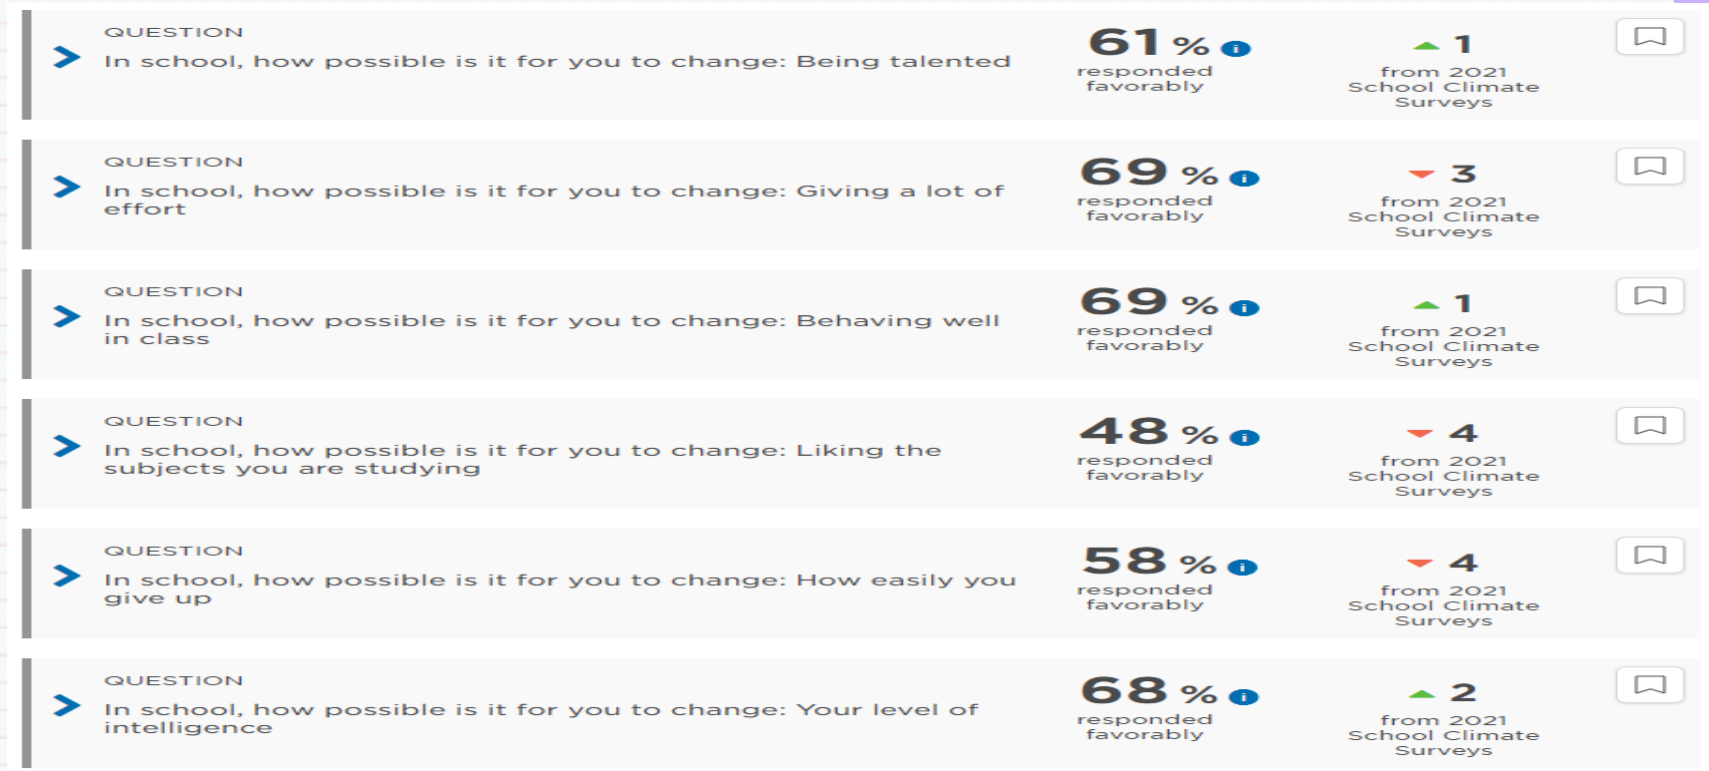 QUESTION
In school, how possible is it for you to change: Being talented
61 %
responded
favorably
1
from 2021
School Climate
Surveys
QUESTION
In school, how possible is it for you to change: Giving a lot of
effort
69 %
responded
favorably
3
from 2021
School Climate
Surveys
QUESTION
In school, how possible is it for you to change: Behaving well
in class
69 %
responded
favorably
1
from 2021
School Climate
Surveys
QUESTION
In school, how possible is it for you to change: Liking the
subjects you are studying
48 %
responded
favorably
4
from 2021
School Climate
Surveys
QUESTION
In school, how possible is it for you to change: How easily you
give up
58 %
responded
favorably
4
from 2021
School Climate
Surveys
QUESTION
In school, how possible is it for you to change: Your level of
intelligence
68 %
responded
favorably
2
from 2021
School Climate
Surveys